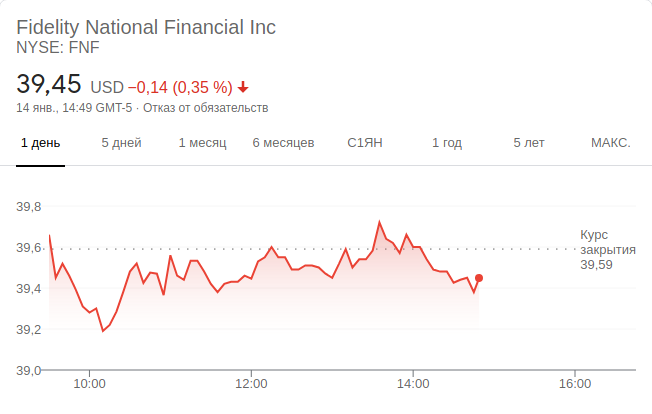 Fidelity National Financial Inc
NYSE: FNF
39,45 USD −0,14 (0,35 %)
14 янв., 14:49 GMT-5 · Отказ от обязательств
1 день 5 дней 1 месяц 6 месяцев С1ЯН 1 год 5 лет МАКС.
39,8
39,6
39,4
39,2
39,0
Курс
закрытия
39,59
10:00 12:00 14:00 16:00